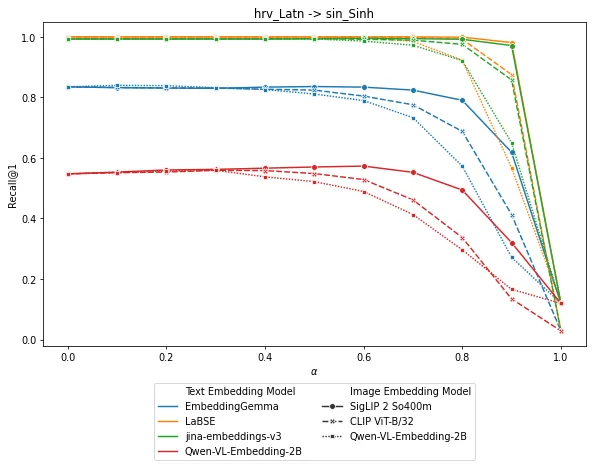 hrv_Latn -> sin_Sinh
1.0
0.8
0.6
0.4
0.2
0.0
Recall@1
0.0 0.2 0.4 0.6 0.8 1.0
α
Text Embedding Model
EmbeddingGemma
LaBSE
jina-embeddings-v3
Qwen-VL-Embedding-2B
Image Embedding Model
SigLIP 2 So400m
CLIP ViT-B/32
Qwen-VL-Embedding-2B